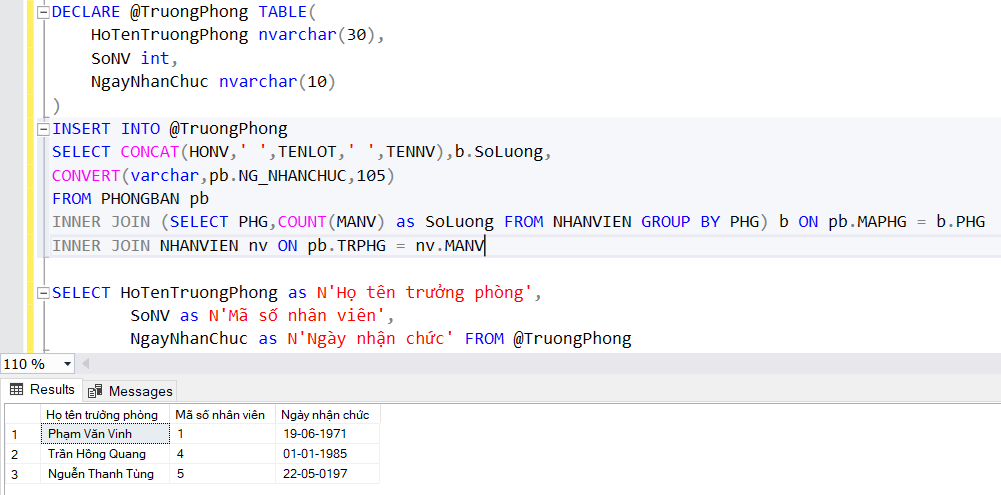 DECLARE @TruongPhong TABLE(
HoTenTruongPhong nvarchar(30),
SoNV int,
NgayNhanChuc nvarchar(10)
)
INSERT INTO @TruongPhong
SELECT CONCAT(HONV,' ',TENLOT,' ',TENNV),b.SoLuong,
CONVERT(varchar,pb.NG_NHANCHUC,105)
FROM PHONGBAN pb
INNER JOIN (SELECT PHG,COUNT(MANV) as SoLuong FROM NHANVIEN GROUP BY PHG) b ON pb.MAPHG = b.PHG
INNER JOIN NHANVIEN nv ON pb.TRPHG = nv.MANV
SELECT HoTenTruongPhong as N'Họ tên trưởng phòng',
SoNV as N'Mã số nhân viên',
NgayNhanChuc as N'Ngày nhận chức' FROM @TruongPhong
110 %
Results Messages
Họ tên trưởng phòng Mã số nhân viên Ngày nhận chức
1 Phạm Văn Vinh 1 19-06-1971
2 Trần Hồng Quang 4 01-01-1985
3 Nguễn Thanh Tùng 5 22-05-0197